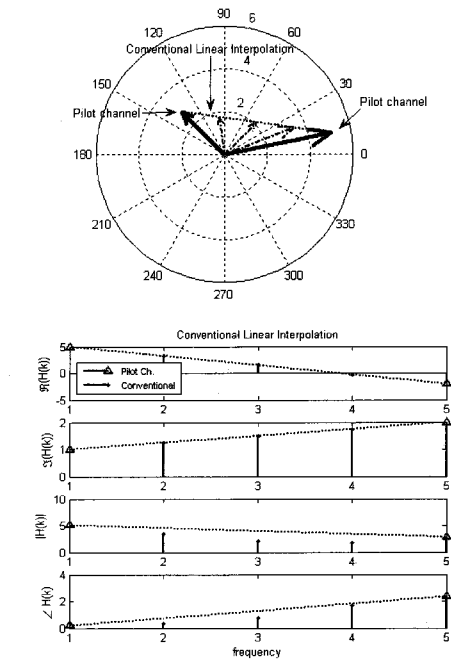 90
6
120
60
Conventional Linear Interpolation
4
150
30
2
Pilot channel
Pilot channel
180
0
210
330
240
300
270
Conventional Linear Interpolation
ℜ(H(k))
5
0
-5
Pilot Ch.
Conventional
1 2 3 4 5
ℑ(H(k))
2
1
0
1 2 3 4 5
|H(k)|
10
5
0
1 2 3 4 5
∠ H(k)
4
2
0
1 2 3 4 5
frequency